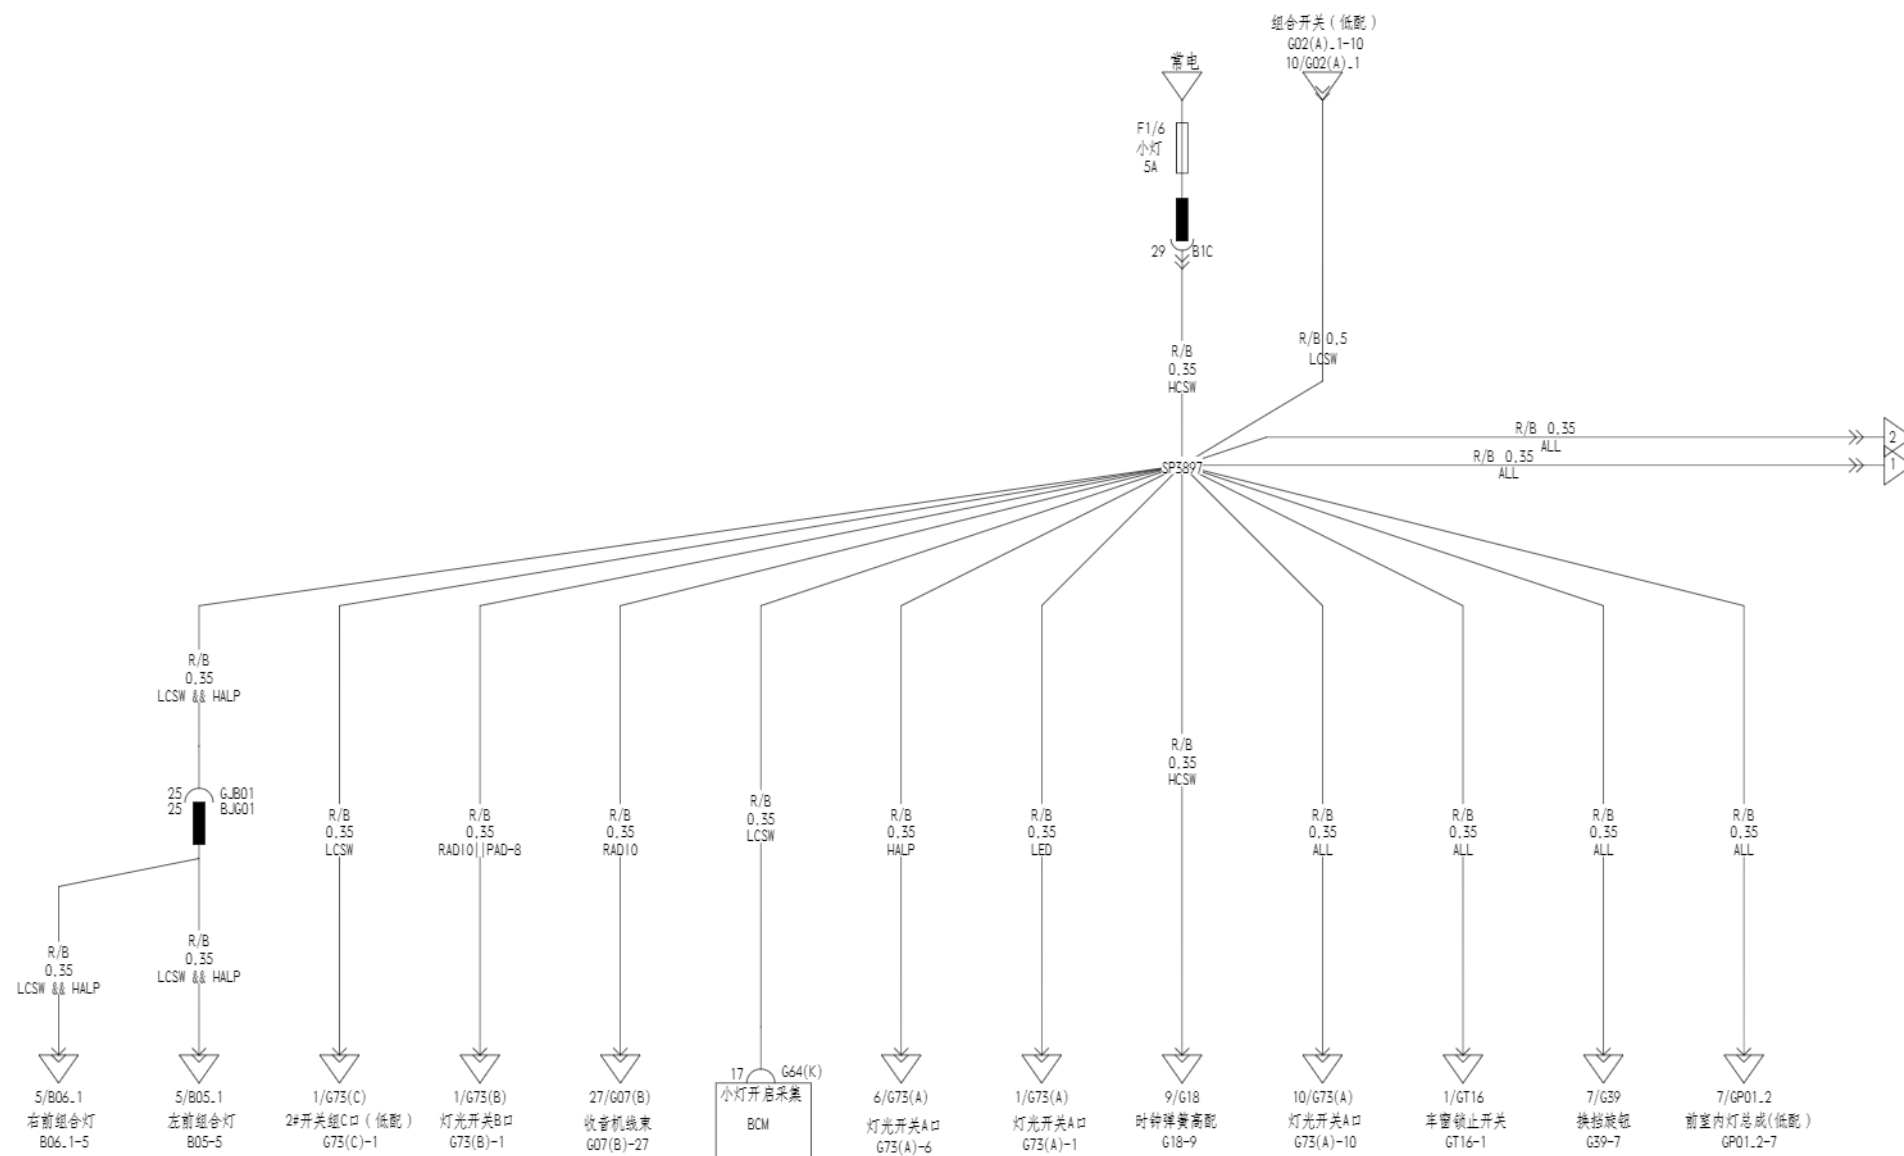 组合开关（低配）
G02(A)_1-10
10/G02(A)_1
常电
F1/6
小灯
5A
29
B1C
R/B 0.5
LCSW
R/B
0.35
HCSW
R/B 0.35
ALL
2
R/B 0.35
ALL
1
SP3897
R/B
0.35
LCSW && HALP
25
GJB01
25
BJG01
R/B
0.35
LCSW && HALP
R/B
0.35
LCSW && HALP
R/B
0.35
LCSW
R/B
0.35
RADIO||PAD-8
R/B
0.35
RADIO
R/B
0.35
LCSW
R/B
0.35
HALP
R/B
0.35
LED
R/B
0.35
HCSW
R/B
0.35
ALL
R/B
0.35
ALL
R/B
0.35
ALL
R/B
0.35
ALL
5/B06_1
右前组合灯
B06_1-5
5/B05_1
左前组合灯
B05-5
1/G73(C)
2#开关组C口（低配）
G73(C)-1
1/G73(B)
灯光开关B口
G73(B)-1
27/G07(B)
收音机线束
G07(B)-27
17
G64(K)
小灯开启采集
BCM
6/G73(A)
灯光开关A口
G73(A)-6
1/G73(A)
灯光开关A口
G73(A)-1
9/G18
时钟弹簧高配
G18-9
10/G73(A)
灯光开关A口
G73(A)-10
1/GT16
车窗锁止开关
GT16-1
7/G39
换挡旋钮
G39-7
7/GP01_2
前室内灯总成(低配)
GP01_2-7